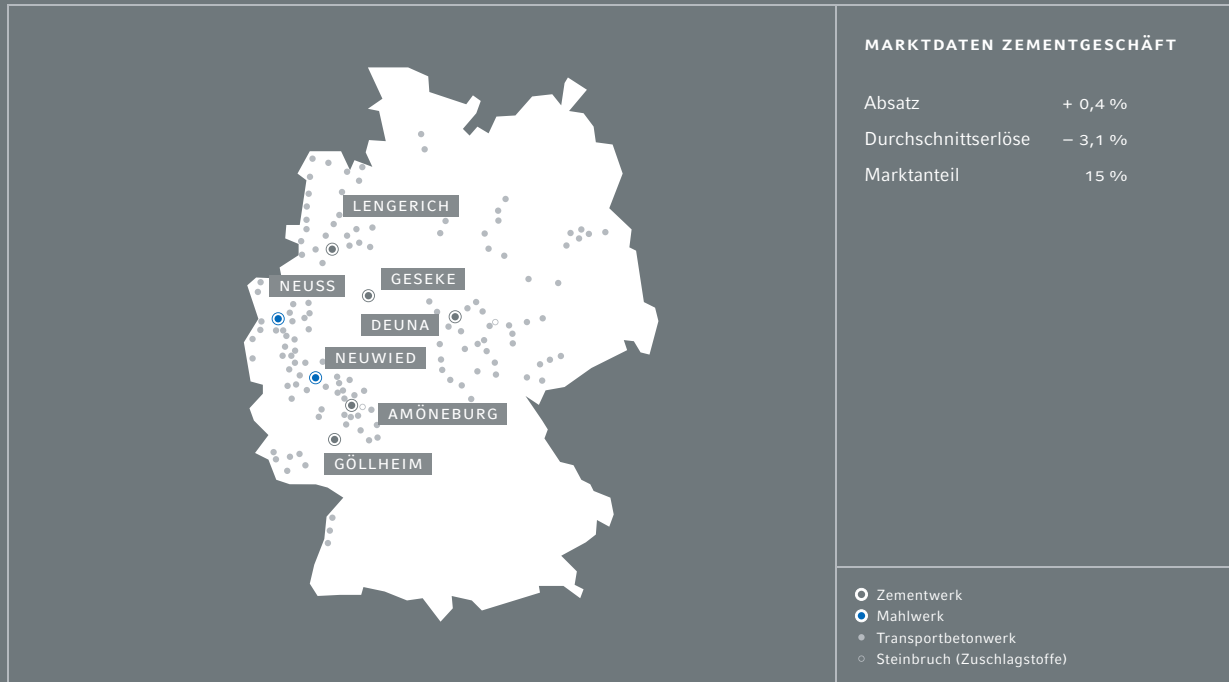 LENGERICH
GESEKE
NEUSS
DEUNA
NEUWIED
AMÖNEBURG
GÖLLHEIM
MARKTDATEN ZEMENTGESCHÄFT
Absatz + 0,4 %
Durchschnittserlöse – 3,1 %
Marktanteil 15 %
Zementwerk
Mahlwerk
Transportbetonwerk
Steinbruch (Zuschlagstoffe)